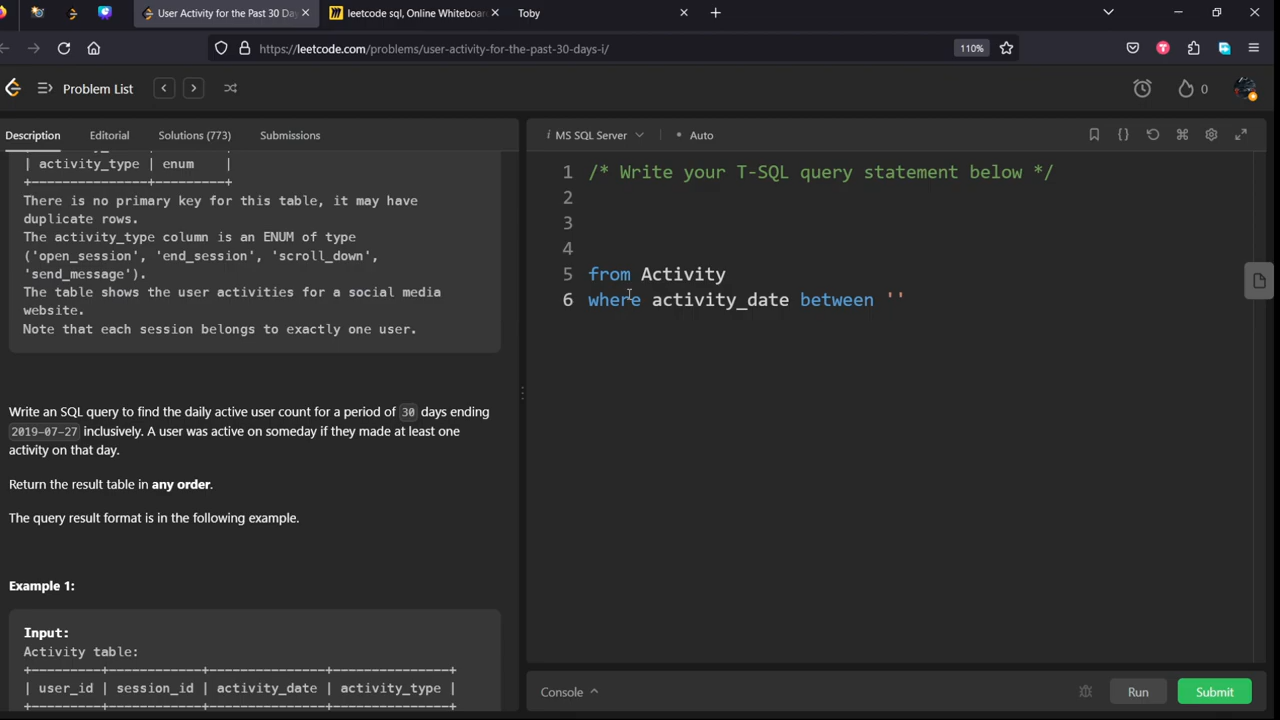 User Activity for the Past 30 Da
leetcode sql, Online Whiteboar
Toby
https://leetcode.com/problems/user-activity-for-the-past-30-days-i/
110%
Problem List
0
Description
Editorial
Solutions (773)
Submissions
| activity_type | enum    |
+---------------+---------+
There is no primary key for this table, it may have
duplicate rows.
The activity_type column is an ENUM of type
('open_session', 'end_session', 'scroll_down',
'send_message').
The table shows the user activities for a social media
website.
Note that each session belongs to exactly one user.
Write an SQL query to find the daily active user count for a period of 30 days ending
2019-07-27 inclusively. A user was active on someday if they made at least one
activity on that day.
Return the result table in any order.
The query result format is in the following example.
Example 1:
Input:
Activity table:
+---------+------------+---------------+---------------+
| user_id | session_id | activity_date | activity_type |
+---------+------------+---------------+---------------+
i MS SQL Server
• Auto
1 /* Write your T-SQL query statement below */
2
3
4
5 from Activity
6 where activity_date between ''
Console
Run
Submit